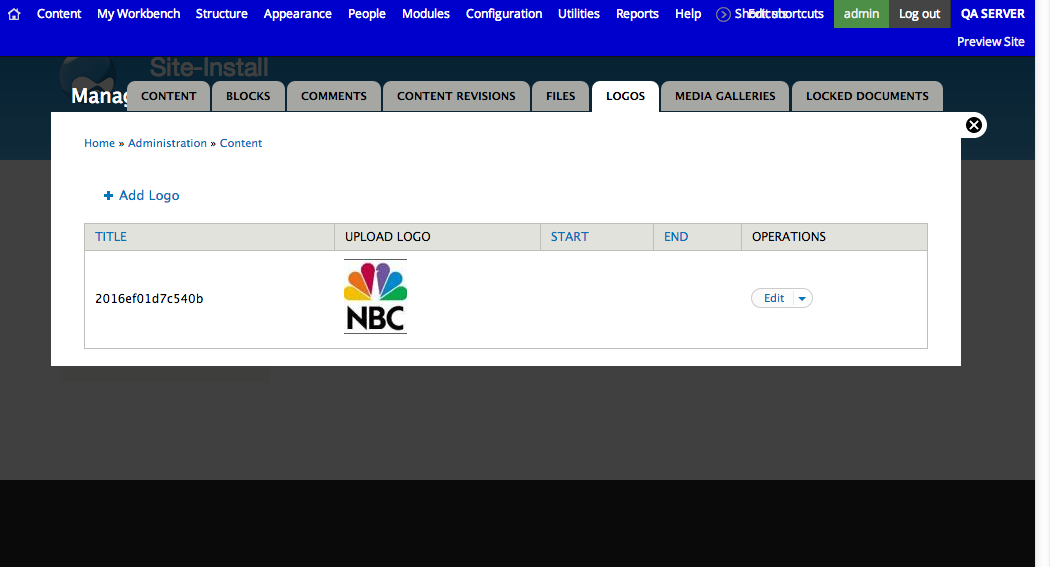 Content My Workbench Structure Appearance People Modules Configuration Utilities Reports Help Edit shortcuts admin Log out QA SERVER
Preview Site
Site-Install
Manag
CONTENT BLOCKS COMMENTS CONTENT REVISIONS FILES LOGOS MEDIA GALLERIES LOCKED DOCUMENTS
Home » Administration » Content
Add Logo
TITLE UPLOAD LOGO START END OPERATIONS
2016ef01d7c540b NBC Edit